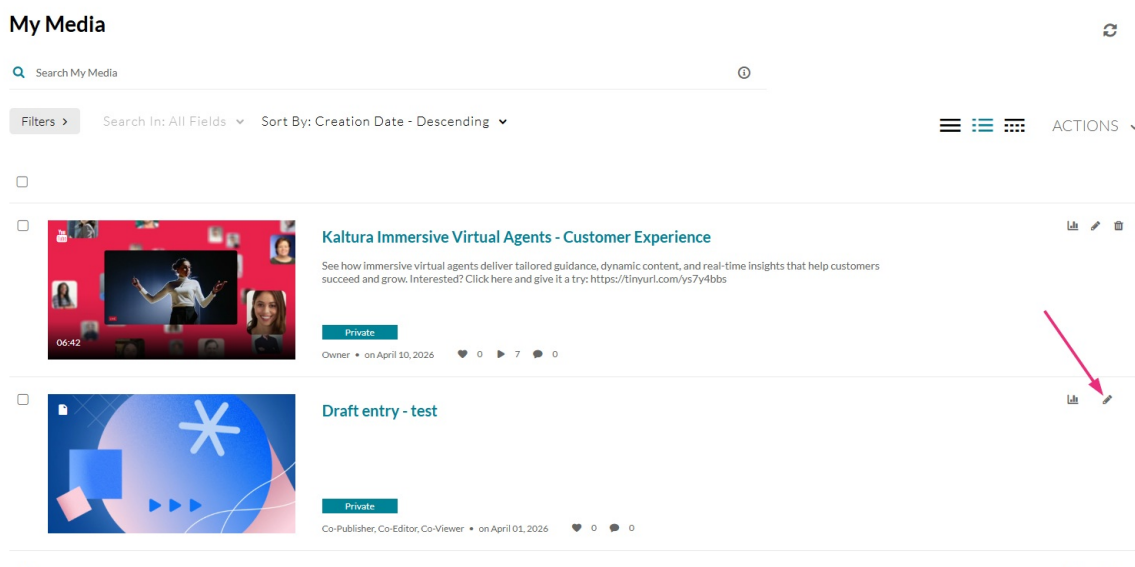 My Media
Search My Media
Filters >
Search In: All Fields
Sort By: Creation Date - Descending
ACTIONS
You
Tube
Kaltura Immersive Virtual Agents - Customer Experience
See how immersive virtual agents deliver tailored guidance, dynamic content, and real-time insights that help customers
succeed and grow. Interested? Click here and give it a try: https://tinyurl.com/ys7y4bbs
06:42
Private
Owner • on April 10, 2026 0 7 0
Draft entry - test
Private
Co-Publisher, Co-Editor, Co-Viewer • on April 01, 2026 0 0